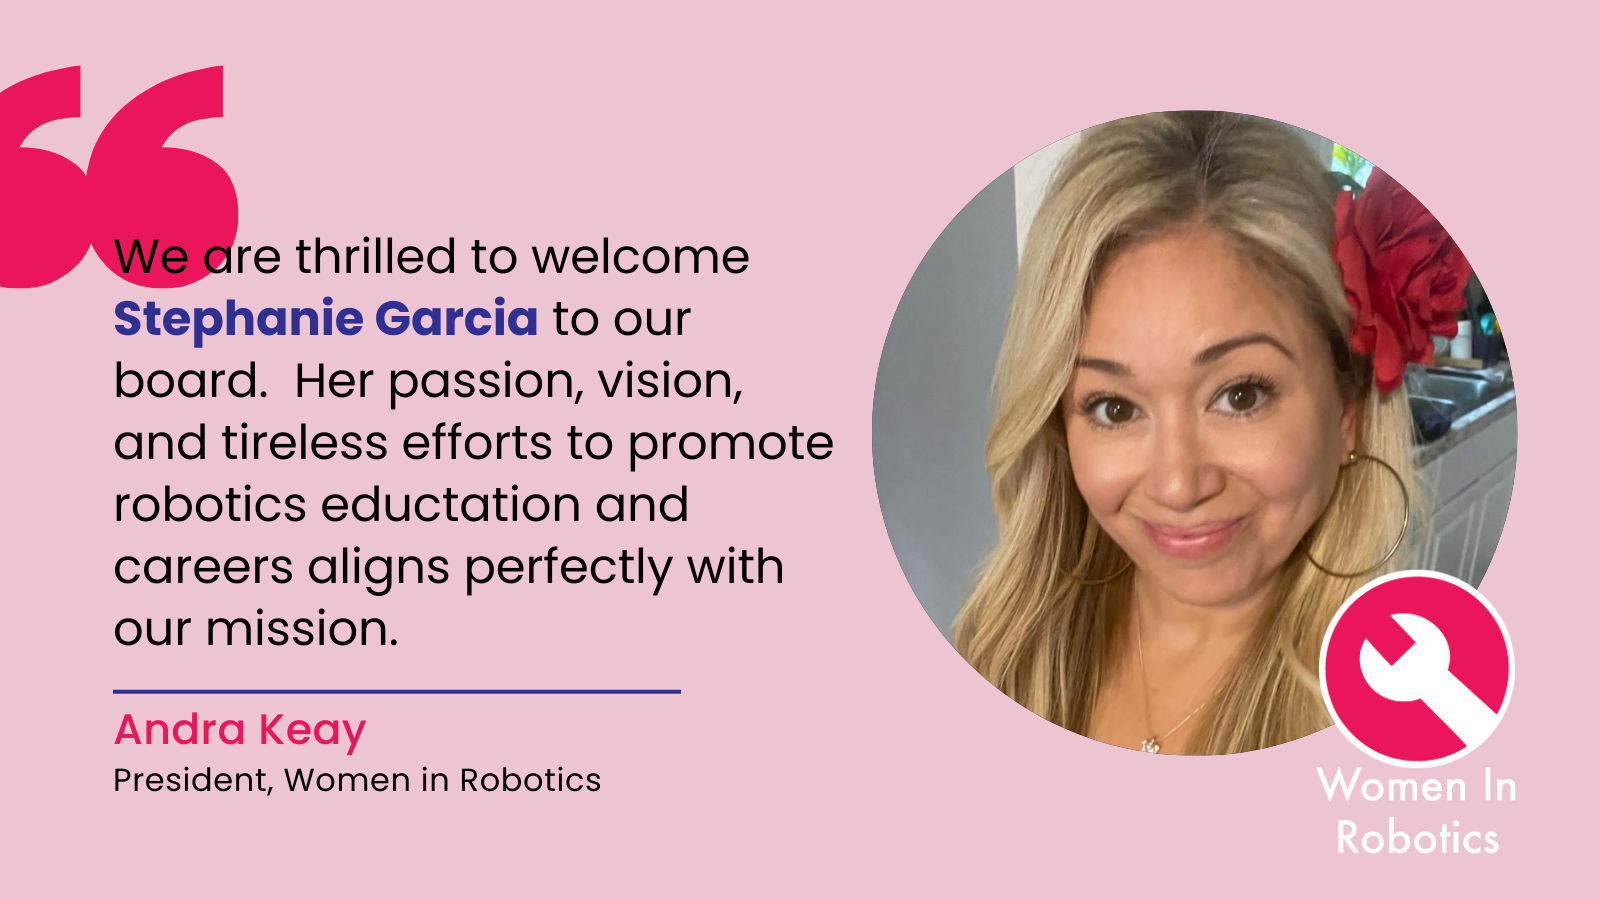 We are thrilled to welcome
Stephanie Garcia to our
board.  Her passion, vision,
and tireless efforts to promote
robotics eductation and
careers aligns perfectly with
our mission.
Andra Keay
President, Women in Robotics
Women In
Robotics